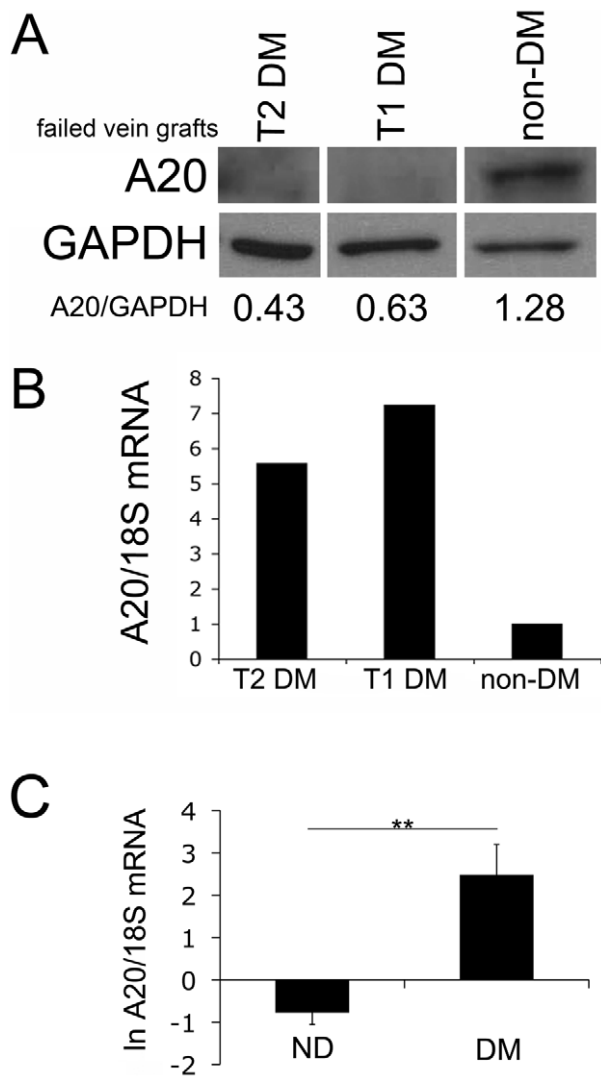 A
failed vein grafts
T2 DM
T1 DM
non-DM
A20
GAPDH
A20/GAPDH 0.43 0.63 1.28
B
A20/18S mRNA
8
7
6
5
4
3
2
1
0
T2 DM T1 DM non-DM
C
ln A20/18S mRNA
4
3
2
1
0
-1
-2
**
ND DM